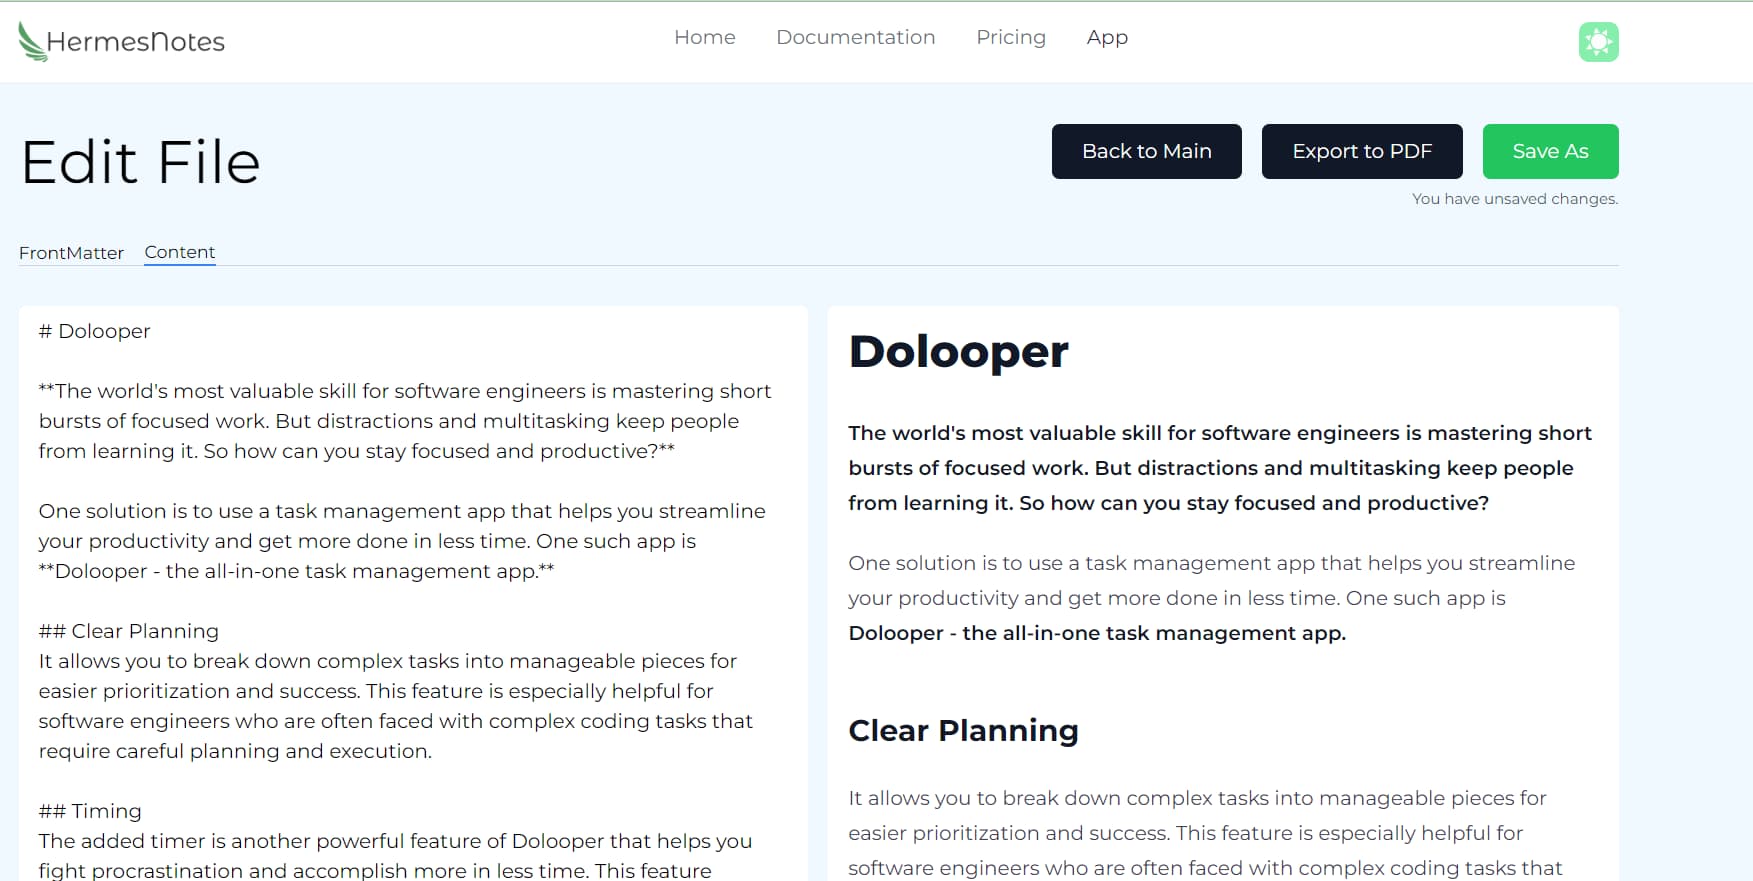 HermesNotes
Home Documentation Pricing App
Edit File
Back to Main Export to PDF Save As
You have unsaved changes.
FrontMatter Content
# Dolooper
**The world's most valuable skill for software engineers is mastering short
bursts of focused work. But distractions and multitasking keep people
from learning it. So how can you stay focused and productive?**
One solution is to use a task management app that helps you streamline
your productivity and get more done in less time. One such app is
**Dolooper - the all-in-one task management app.**
## Clear Planning
It allows you to break down complex tasks into manageable pieces for
easier prioritization and success. This feature is especially helpful for
software engineers who are often faced with complex coding tasks that
require careful planning and execution.
## Timing
The added timer is another powerful feature of Dolooper that helps you
fight procrastination and accomplish more in less time. This feature
Dolooper
The world's most valuable skill for software engineers is mastering short
bursts of focused work. But distractions and multitasking keep people
from learning it. So how can you stay focused and productive?
One solution is to use a task management app that helps you streamline
your productivity and get more done in less time. One such app is
Dolooper - the all-in-one task management app.
Clear Planning
It allows you to break down complex tasks into manageable pieces for
easier prioritization and success. This feature is especially helpful for
software engineers who are often faced with complex coding tasks that